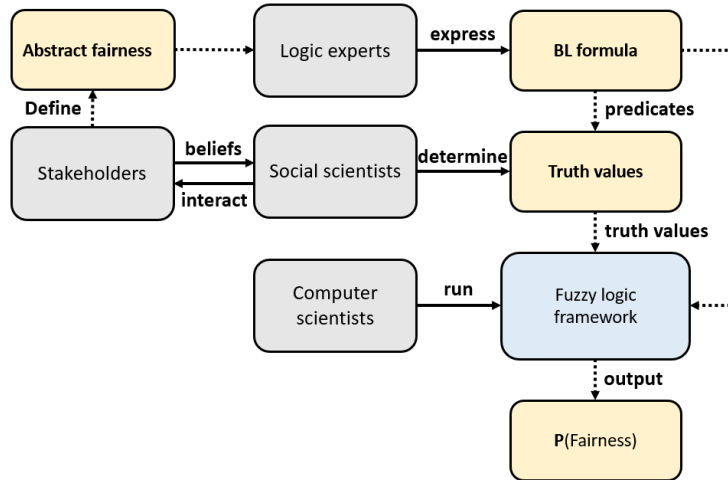 Abstract fairness
Logic experts
express
BL formula
Define
predicates
Stakeholders
beliefs
interact
Social scientists
determine
Truth values
truth values
Computer
scientists
run
Fuzzy logic
framework
output
P(Fairness)